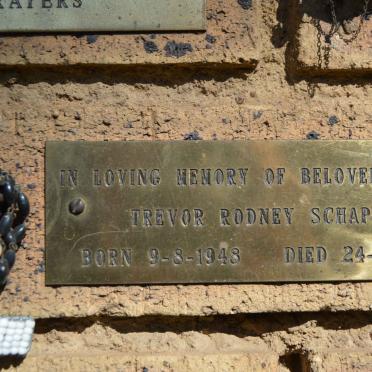 RAYERS
IN LOVING MEMORY OF BELOVE
TREVOR RODNEY SCHAP
BORN 9-8-1948 DIED 24-